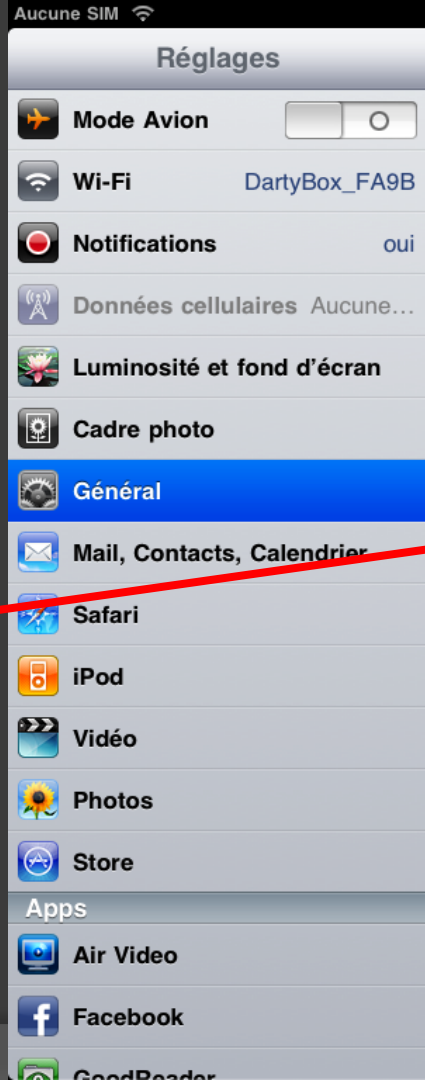 Aucune SIM
Réglages
Mode Avion
Wi-Fi DartyBox_FA9B
Notifications oui
Données cellulaires Aucune...
Luminosité et fond d'écran
Cadre photo
Général
Mail, Contacts, Calendrier
Safari
iPod
Vidéo
Photos
Store
Apps
Air Video
Facebook
GoodReader